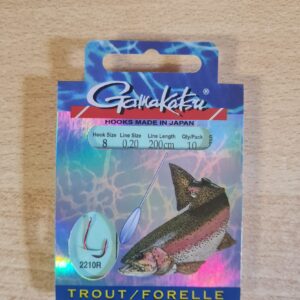 Gamakatsu
HOOKS MADE IN JAPAN
Hook Size Line Size Line Length Qty/Pack
8 0,20 200cm 10
2210R
TROUT/FORELLE